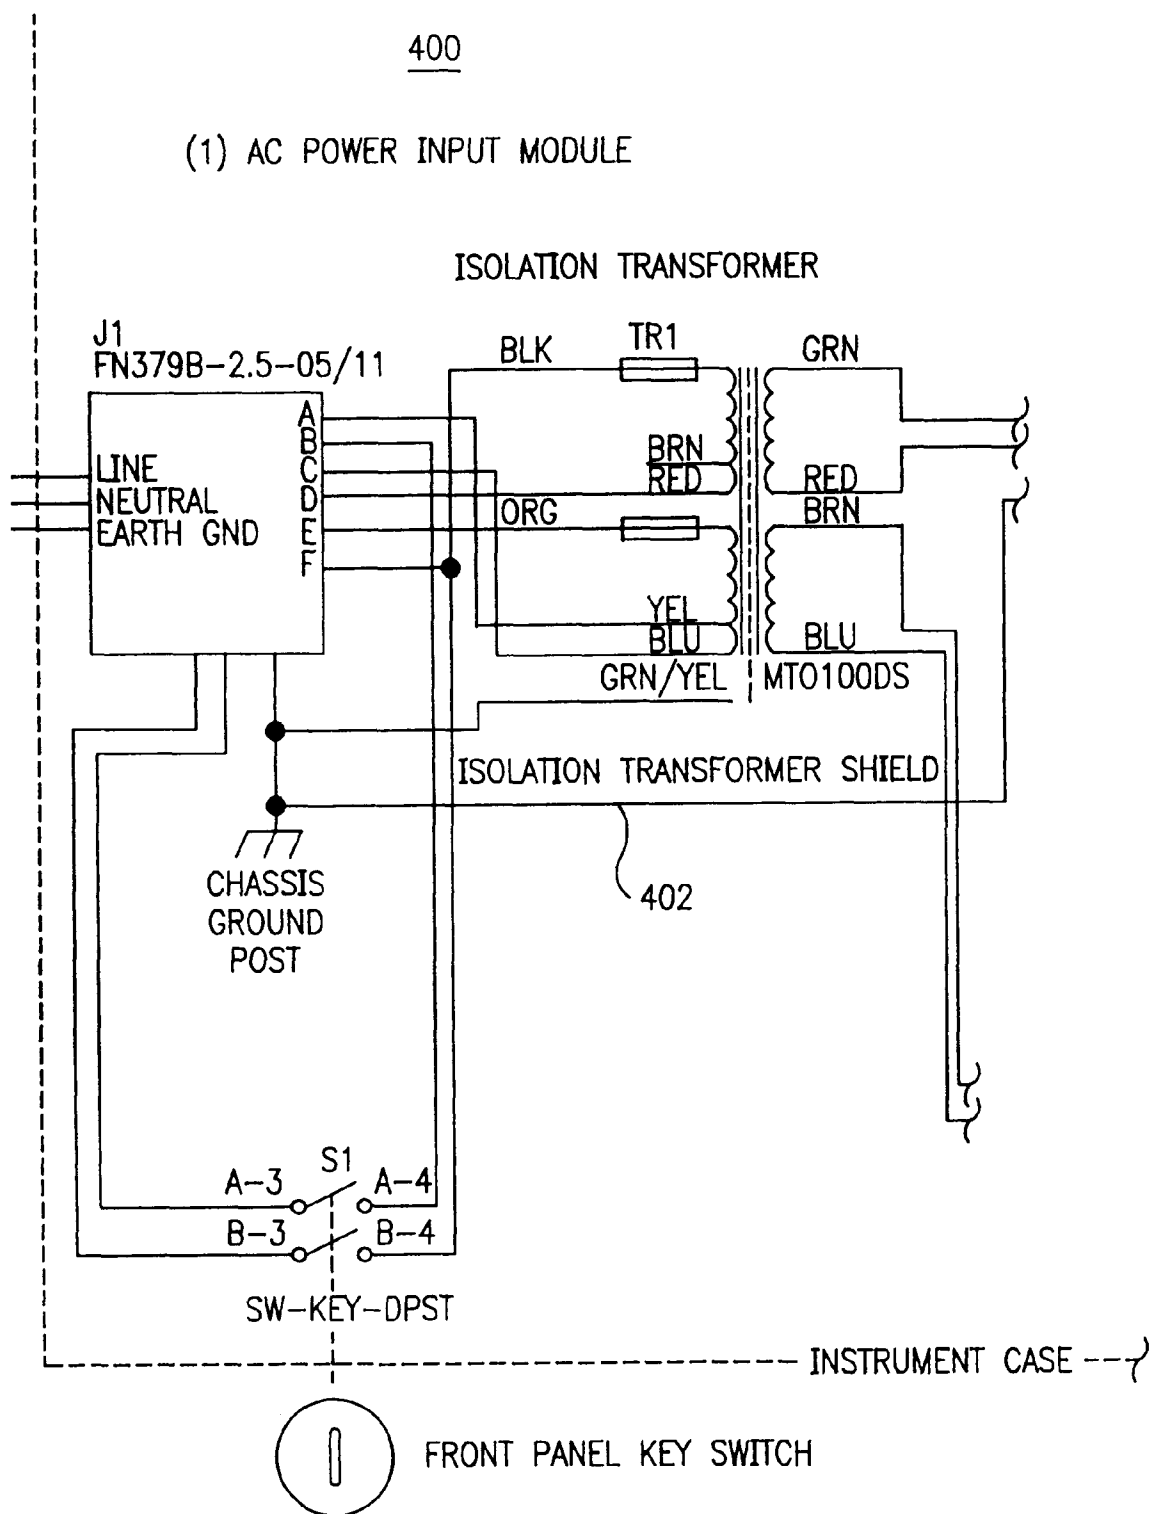 400
(1) AC POWER INPUT MODULE
ISOLATION TRANSFORMER
J1
FN379B-2.5-05/11
BLK
TR1
GRN
A
B
C
D
E
F
LINE
NEUTRAL
EARTH GND
BRN
RED
ORG
RED
BRN
YEL
BLU
BLU
GRN/YEL
MT0100DS
ISOLATION TRANSFORMER SHIELD
402
CHASSIS
GROUND
POST
S1
A-3
A-4
B-3
B-4
SW-KEY-DPST
INSTRUMENT CASE
FRONT PANEL KEY SWITCH